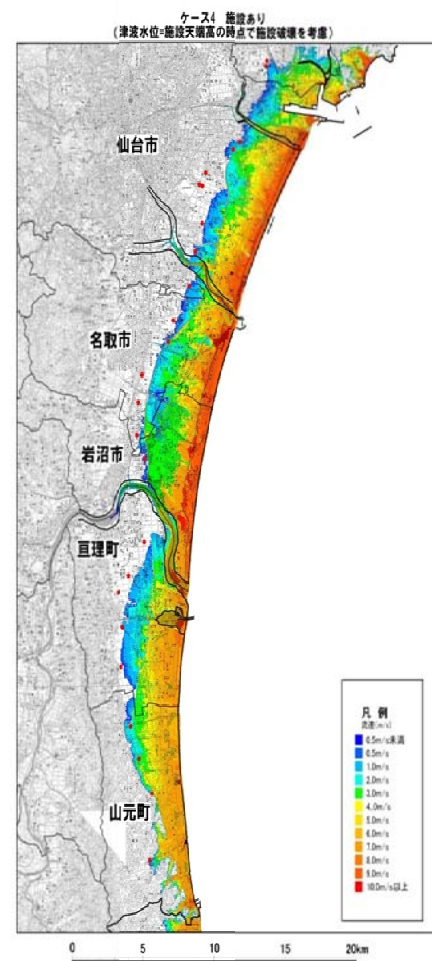 ケース4 施設あり
(津波水位=施設天端高の時点で施設破壊を考慮)
仙台市
名取市
岩沼市
亘理町
山元町
凡 例
流速(m/s)
0.5m/s未満
0.5m/s
1.0m/s
2.0m/s
3.0m/s
4.0m/s
5.0m/s
6.0m/s
7.0m/s
8.0m/s
9.0m/s
10.0m/s以上
0 5 10 15 20km